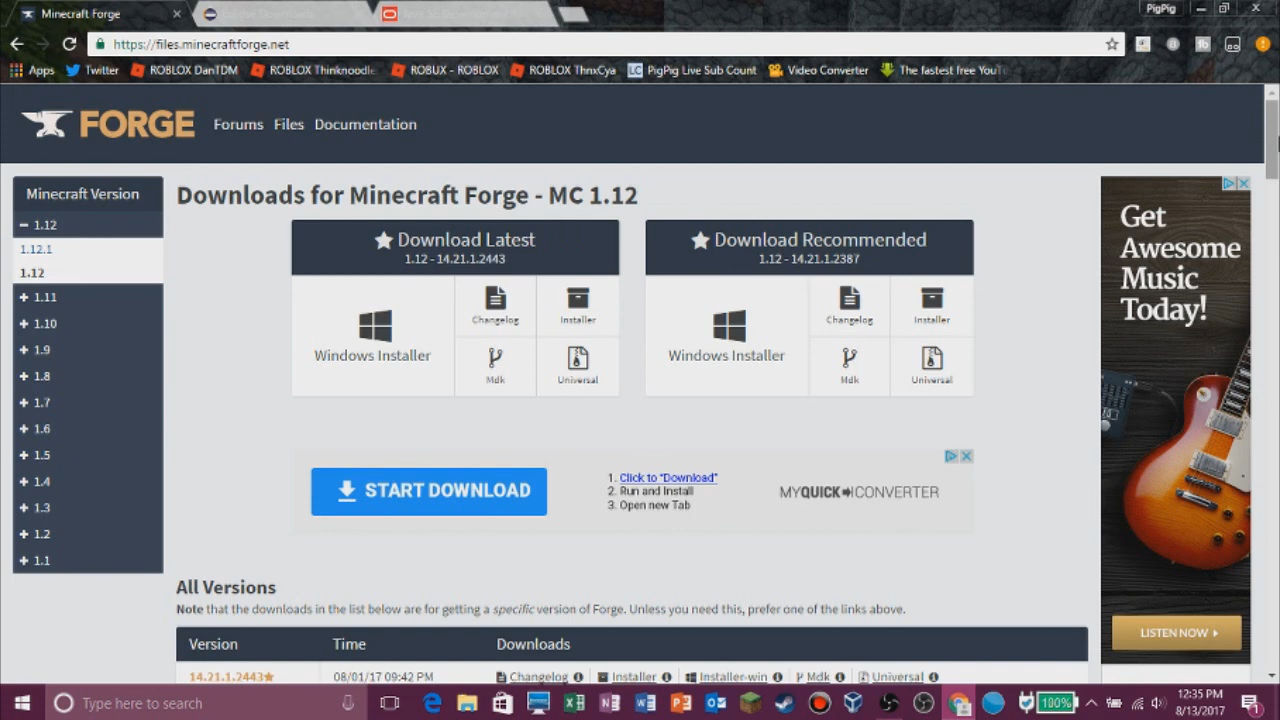 Minecraft Forge
PigPig
https://files.minecraftforge.net
Apps
Twitter
ROBLOX DanTDM
ROBLOX Thinknoodle
ROBUX - ROBLOX
ROBLOX ThnxCya
LC PigPig Live Sub Count
Video Converter
The fastest free YouT
FORGE
Forums
Files
Documentation
Minecraft Version
1.12
1.12.1
1.12
1.11
1.10
1.9
1.8
1.7
1.6
1.5
1.4
1.3
1.2
1.1
Downloads for Minecraft Forge - MC 1.12
Download Latest
1.12 - 14.21.1.2443
Windows Installer
Changelog
Installer
Mdk
Universal
Download Recommended
1.12 - 14.21.1.2387
Windows Installer
Changelog
Installer
Mdk
Universal
START DOWNLOAD
1. Click to "Download"
2. Run and Install
3. Open new Tab
MYQUICKCONVERTER
Get
Awesome
Music
Today!
LISTEN NOW
All Versions
Note that the downloads in the list below are for getting a specific version of Forge. Unless you need this, prefer one of the links above.
Version Time Downloads
14.21.1.2443 08/01/17 09:42 PM Changelog Installer Installer-win Mdk Universal
Type here to search
100%
12:35 PM
8/13/2017